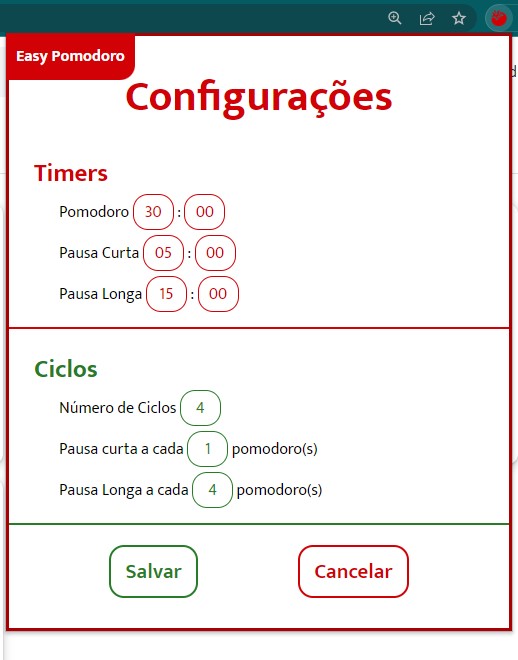 Easy Pomodoro
Configurações
Timers
Pomodoro 30 : 00
Pausa Curta 05 : 00
Pausa Longa 15 : 00
Ciclos
Número de Ciclos 4
Pausa curta a cada 1 pomodoro(s)
Pausa Longa a cada 4 pomodoro(s)
Salvar Cancelar